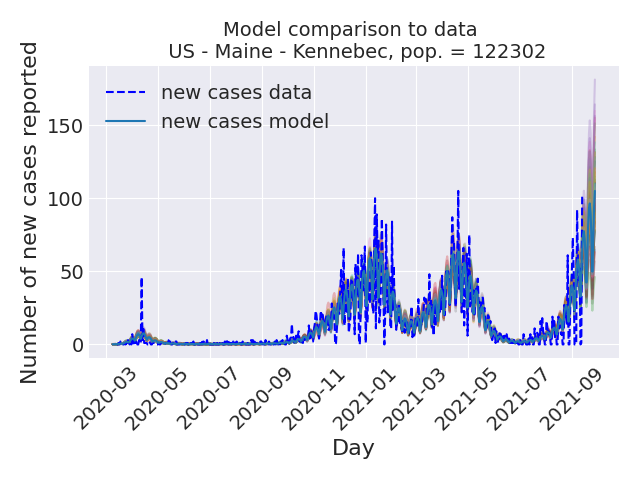 Model comparison to data
US - Maine - Kennebec, pop. = 122302
Number of new cases reported
new cases data
new cases model
150
100
50
0
2020-03
2020-05
2020-07
2020-09
2020-11
2021-01
2021-03
2021-05
2021-07
2021-09
Day